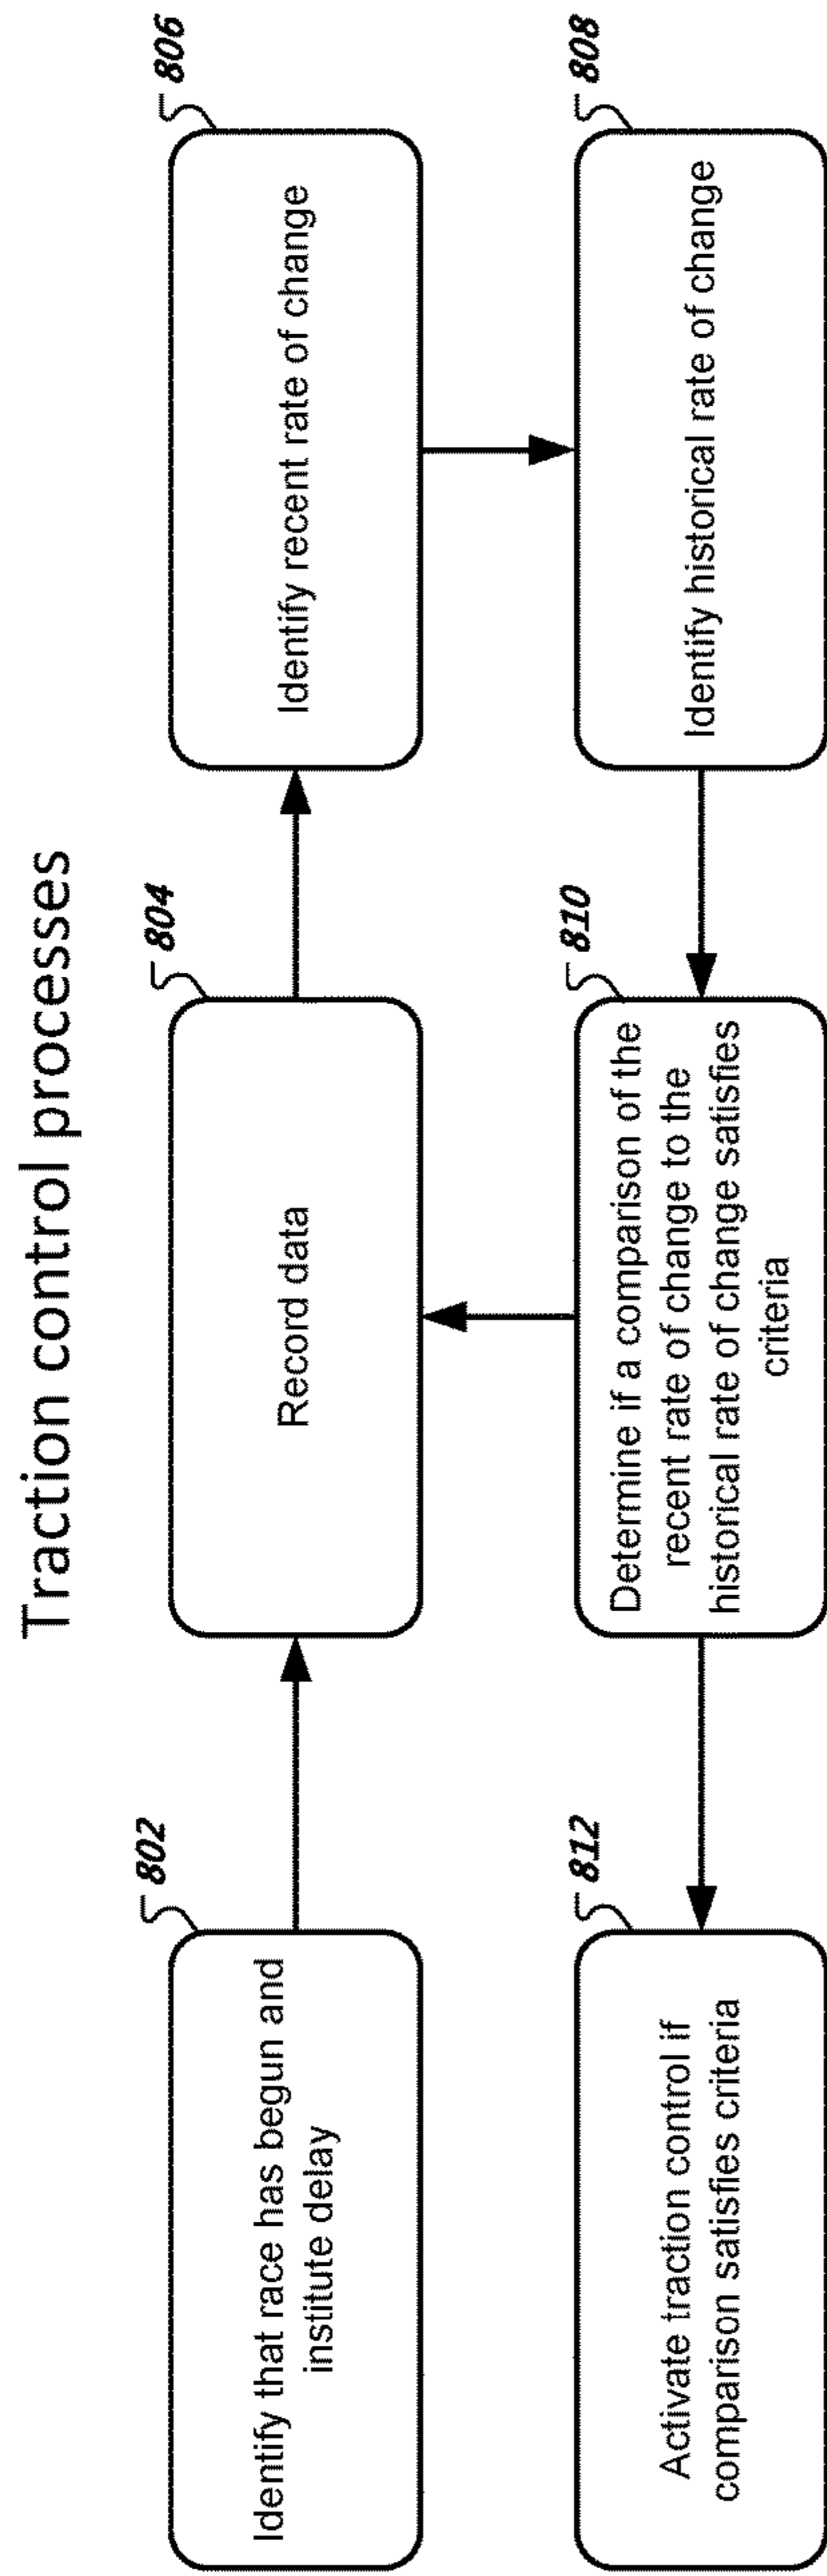 Traction control processes
802
Identify that race has begun and
institute delay
804
Record data
806
Identify recent rate of change
808
Identify historical rate of change
810
Determine if a comparison of the
recent rate of change to the
historical rate of change satisfies
criteria
812
Activate traction control if
comparison satisfies criteria